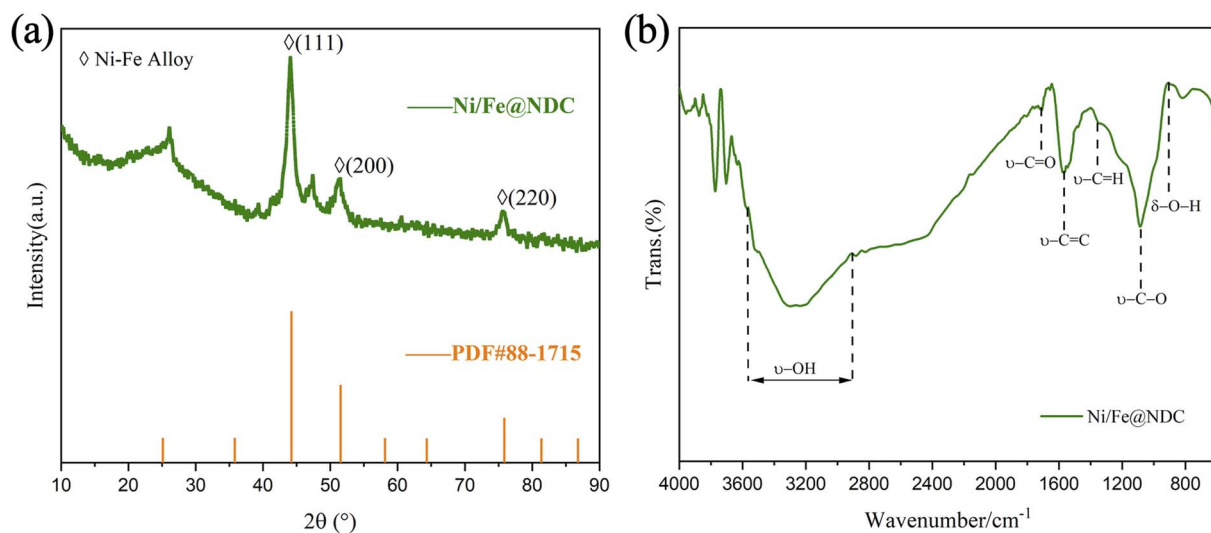 (a)
◊ Ni-Fe Alloy
◊(111)
Ni/Fe@NDC
◊(200)
◊(220)
PDF#88-1715
Intensity(a.u.)
10 20 30 40 50 60 70 80 90
2θ (°)
(b)
υ–C=O
υ–C=H
υ–C=C
δ–O–H
υ–C–O
υ–OH
Ni/Fe@NDC
Trans.(%)
4000 3600 3200 2800 2400 2000 1600 1200 800
Wavenumber/cm⁻¹